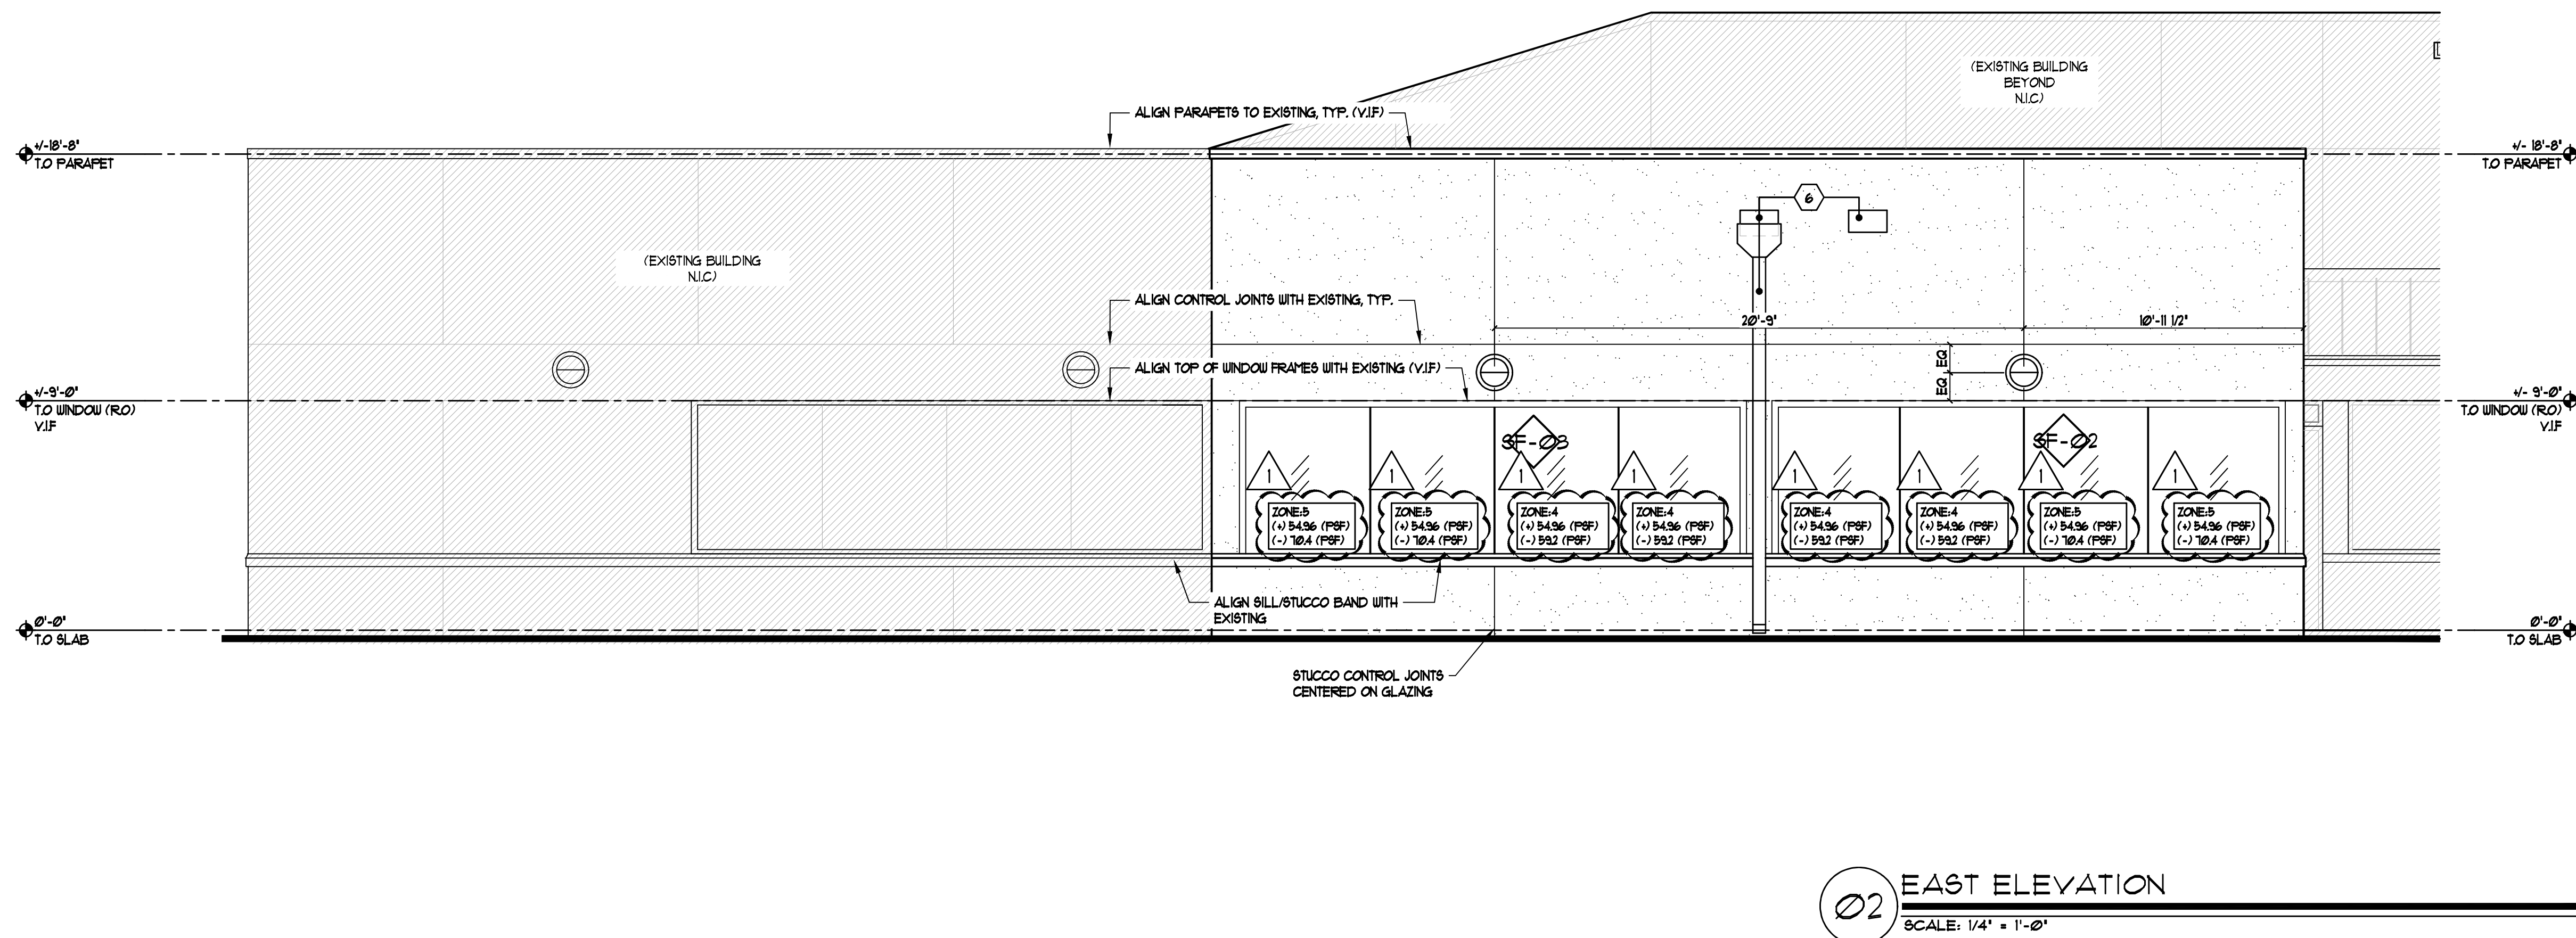 (EXISTING BUILDING
BEYOND
N.I.C)
ALIGN PARAPETS TO EXISTING, TYP. (V.I.F)
+/-18'-8"
T.O PARAPET
+/- 18'-8"
T.O PARAPET
6
(EXISTING BUILDING
N.I.C)
ALIGN CONTROL JOINTS WITH EXISTING, TYP.
20'-9"
10'-11 1/2"
ALIGN TOP OF WINDOW FRAMES WITH EXISTING (V.I.F)
EQ
EQ
+/-9'-0"
T.O WINDOW (R.O)
V.I.F
+/- 9'-0"
T.O WINDOW (R.O)
V.I.F
SF-03
SF-02
1
1
1
1
1
1
1
1
ZONE:5
(+) 54.96 (PSF)
(-) 70.4 (PSF)
ZONE:5
(+) 54.96 (PSF)
(-) 70.4 (PSF)
ZONE:4
(+) 54.96 (PSF)
(-) 59.2 (PSF)
ZONE:4
(+) 54.96 (PSF)
(-) 59.2 (PSF)
ZONE:4
(+) 54.96 (PSF)
(-) 59.2 (PSF)
ZONE:4
(+) 54.96 (PSF)
(-) 59.2 (PSF)
ZONE:5
(+) 54.96 (PSF)
(-) 70.4 (PSF)
ZONE:5
(+) 54.96 (PSF)
(-) 70.4 (PSF)
ALIGN SILL/STUCCO BAND WITH
EXISTING
0'-0"
T.O SLAB
0'-0"
T.O SLAB
STUCCO CONTROL JOINTS
CENTERED ON GLAZING
02
EAST ELEVATION
SCALE: 1/4" = 1'-0"